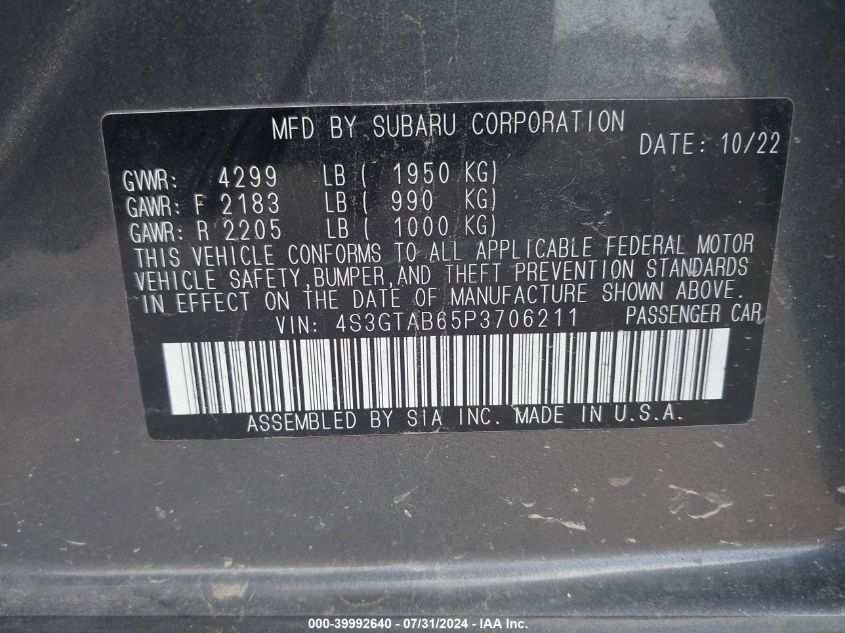 MFD BY SUBARU CORPORATION
DATE: 10/22
GVWR: 4299 LB ( 1950 KG)
GAWR: F 2183 LB ( 990 KG)
GAWR: R 2205 LB ( 1000 KG)
THIS VEHICLE CONFORMS TO ALL APPLICABLE FEDERAL MOTOR
VEHICLE SAFETY,BUMPER,AND THEFT PREVENTION STANDARDS
IN EFFECT ON THE DATE OF MANUFACTURE SHOWN ABOVE.
VIN: 4S3GTAB65P3706211 PASSENGER CAR
ASSEMBLED BY SIA INC. MADE IN U.S.A.
000-39992640 - 07/31/2024 - IAA Inc.